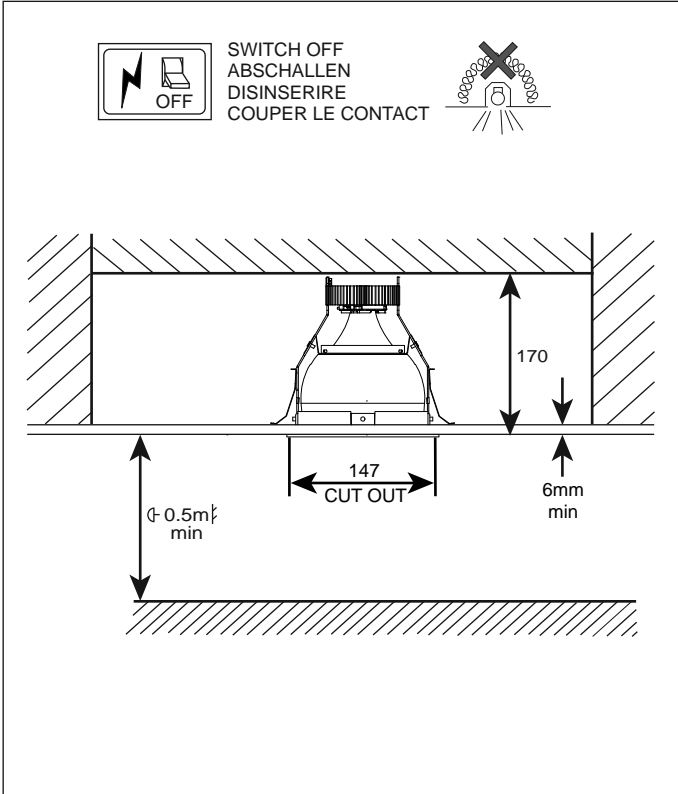 OFF
SWITCH OFF
ABSCHALLEN
DISINSERIRE
COUPER LE CONTACT
170
147
CUT OUT
6mm
min
0.5m
min